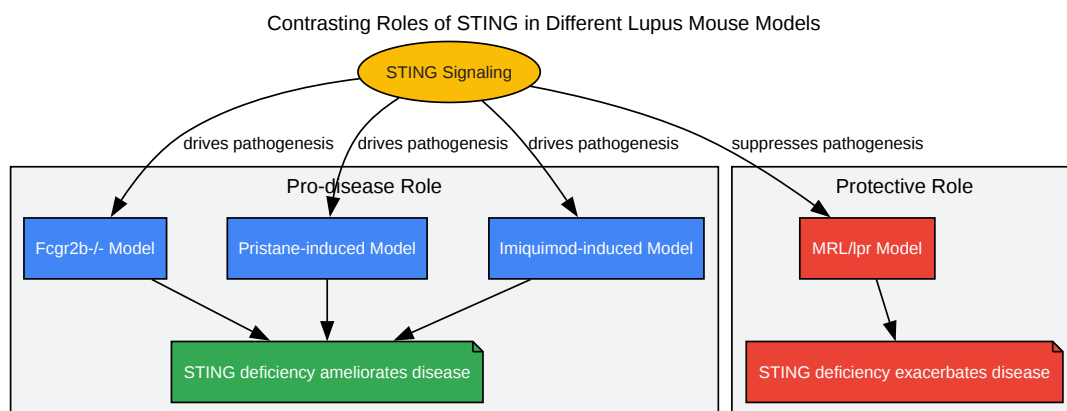 Contrasting Roles of STING in Different Lupus Mouse Models
STING Signaling
drives pathogenesis
drives pathogenesis
drives pathogenesis
suppresses pathogenesis
Pro-disease Role
Protective Role
Fcgr2b-/- Model
Pristane-induced Model
Imiquimod-induced Model
MRL/lpr Model
STING deficiency ameliorates disease
STING deficiency exacerbates disease